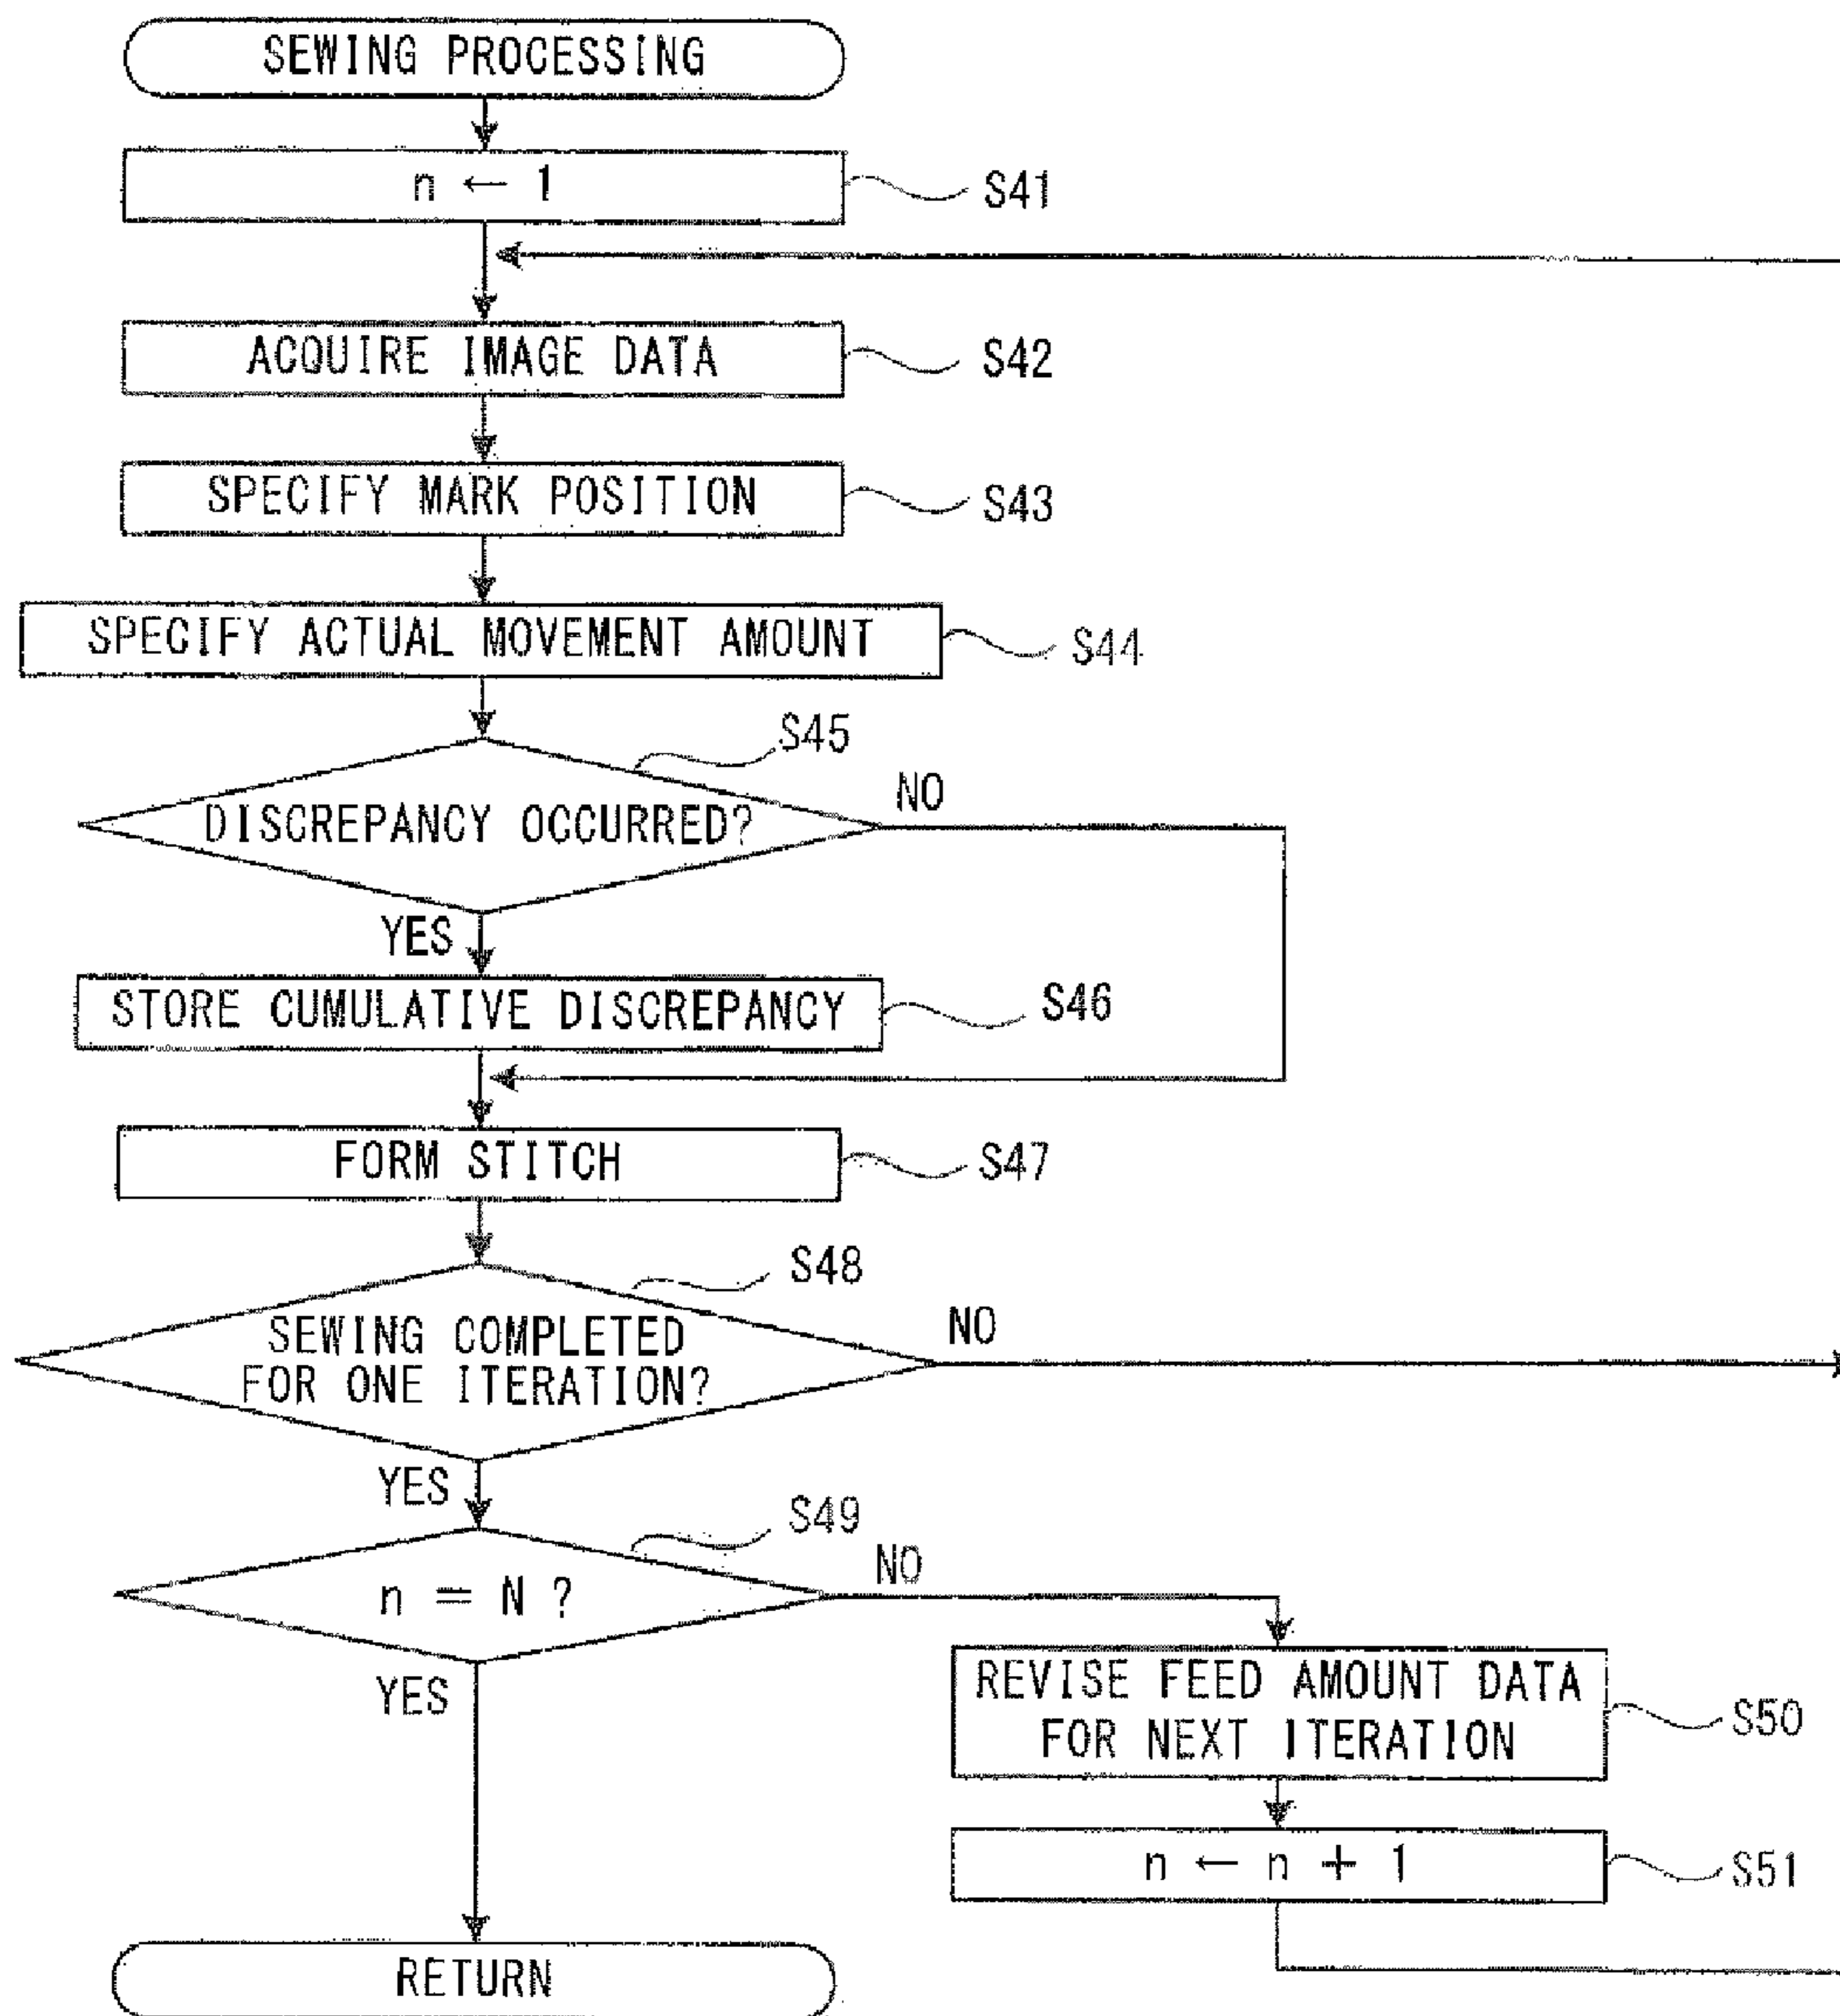 SEWING PROCESSING
n ← 1
S41
ACQUIRE IMAGE DATA
S42
SPECIFY MARK POSITION
S43
SPECIFY ACTUAL MOVEMENT AMOUNT
S44
S45
DISCREPANCY OCCURRED?
NO
YES
STORE CUMULATIVE DISCREPANCY
S46
FORM STITCH
S47
S48
SEWING COMPLETED
FOR ONE ITERATION?
NO
YES
S49
n = N ?
NO
YES
REVISE FEED AMOUNT DATA
FOR NEXT ITERATION
S50
n ← n + 1
S51
RETURN